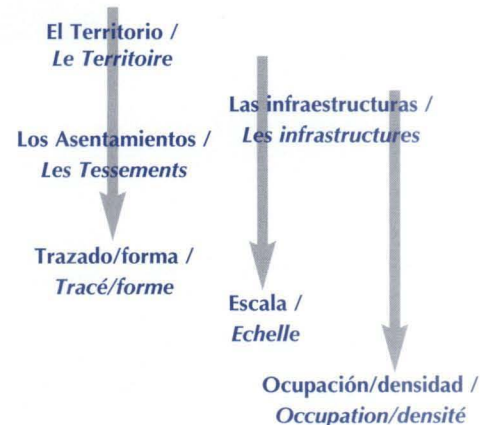 El Territorio /
Le Territoire
Las infraestructuras /
Les infrastructures
Los Asentamientos /
Les Tessements
Trazado/forma /
Tracé/forme
Escala /
Echelle
Ocupación/densidad /
Occupation/densité